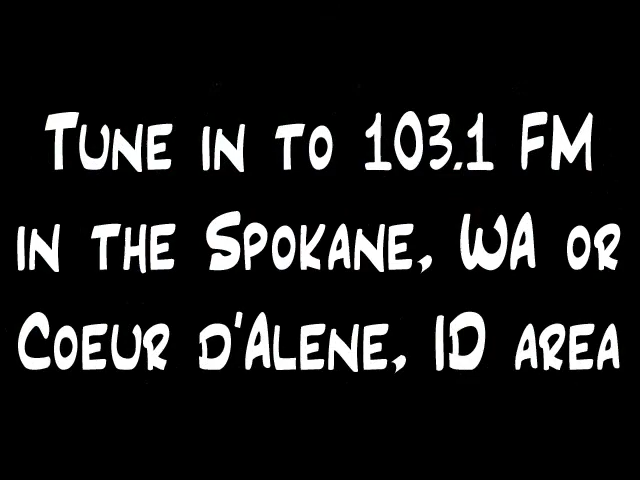 Tune in to 103.1 FM
in the Spokane, WA or
Coeur d'Alene, ID area